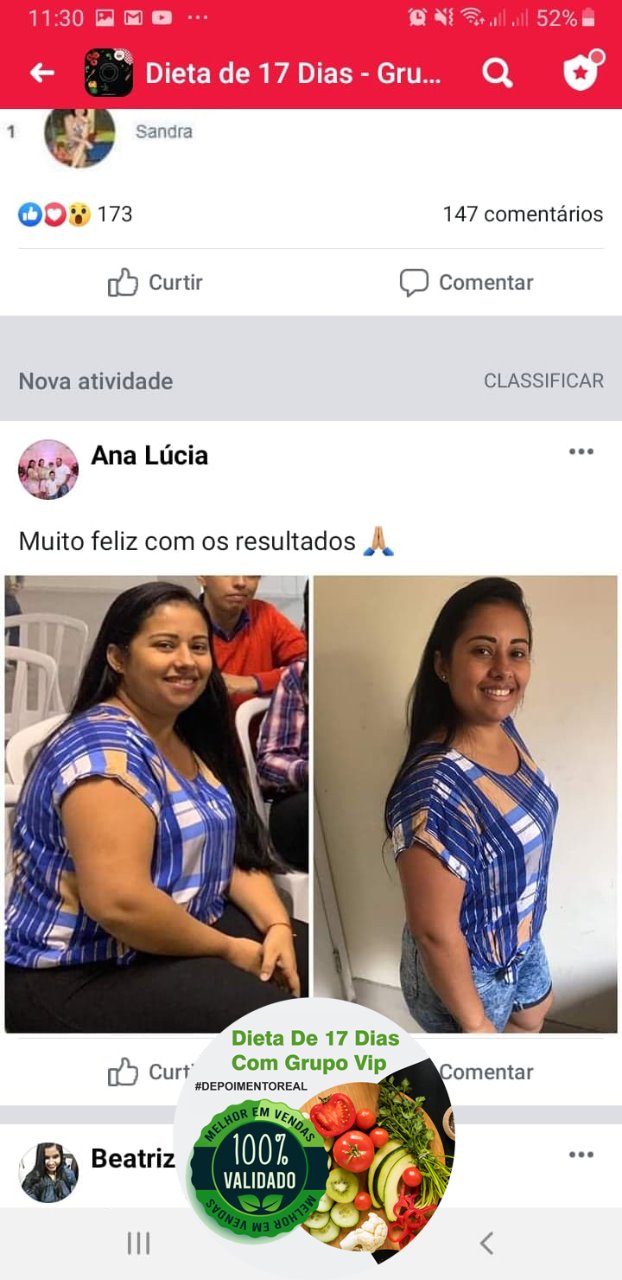 11:30 52%
Dieta de 17 Dias - Gru...
1 Sandra
173 147 comentários
Curtir Comentar
Nova atividade CLASSIFICAR
Ana Lúcia
Muito feliz com os resultados
Dieta De 17 Dias
Com Grupo Vip
Curti Comentar
#DEPOIMENTOREAL
MELHOR EM VENDAS
100%
VALIDADO
MELHOR EM VENDAS
Beatriz